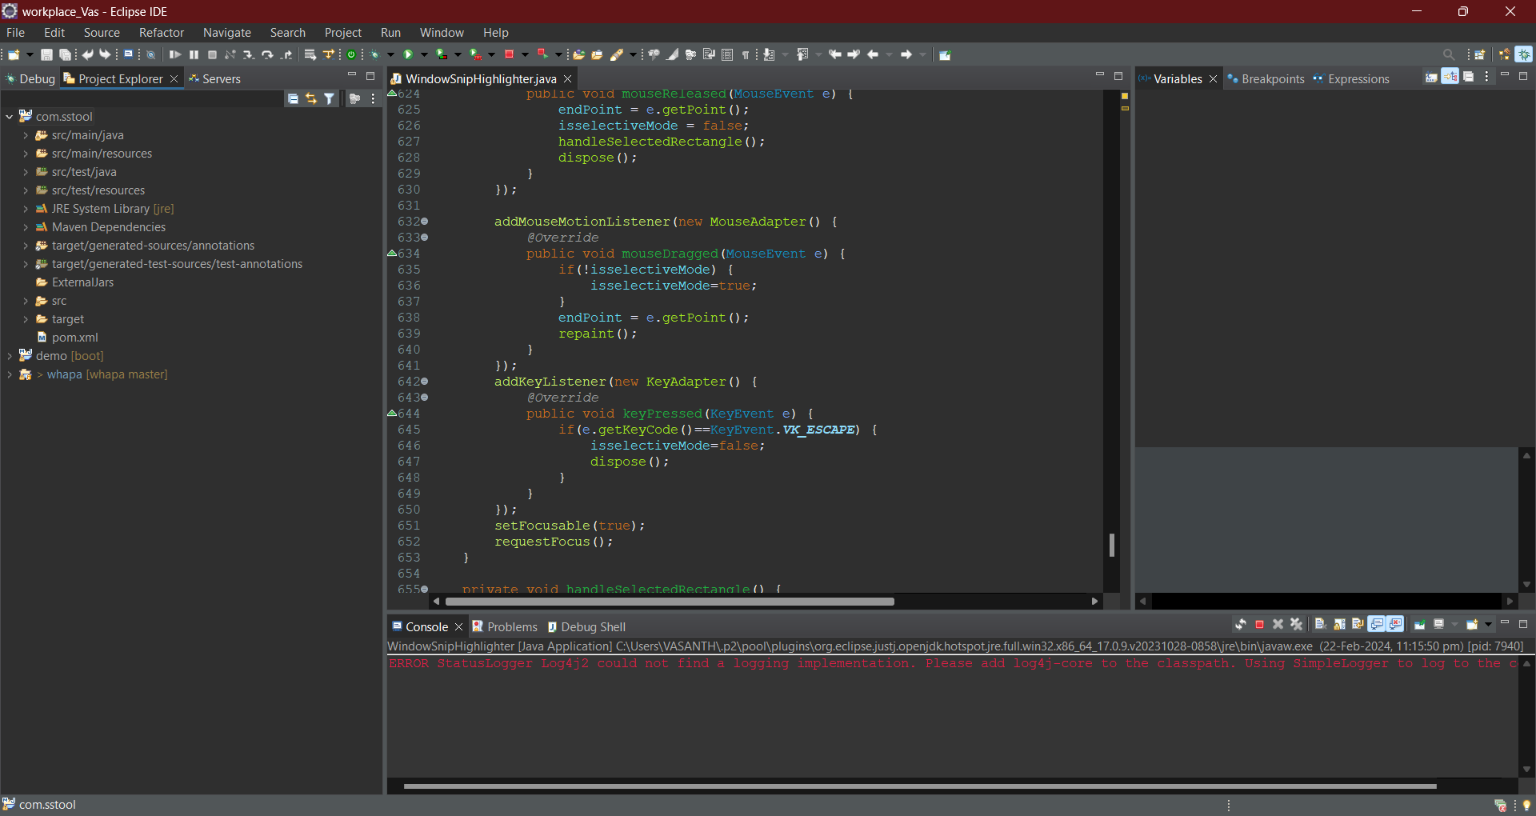 workplace_Vas - Eclipse IDE
File Edit Source Refactor Navigate Search Project Run Window Help
Debug Project Explorer Servers
com.sstool
src/main/java
src/main/resources
src/test/java
src/test/resources
JRE System Library [jre]
Maven Dependencies
target/generated-sources/annotations
target/generated-test-sources/test-annotations
ExternalJars
src
target
pom.xml
demo [boot]
> whapa [whapa master]
WindowSnipHighlighter.java
624 public void mouseReleased(MouseEvent e) {
625 endPoint = e.getPoint();
626 isselectiveMode = false;
627 handleSelectedRectangle();
628 dispose();
629 }
630 });
631
632 addMouseMotionListener(new MouseAdapter() {
633 @Override
634 public void mouseDragged(MouseEvent e) {
635 if(!isselectiveMode) {
636 isselectiveMode=true;
637 }
638 endPoint = e.getPoint();
639 repaint();
640 }
641 });
642 addKeyListener(new KeyAdapter() {
643 @Override
644 public void keyPressed(KeyEvent e) {
645 if(e.getKeyCode()==KeyEvent.VK_ESCAPE) {
646 isselectiveMode=false;
647 dispose();
648 }
649 }
650 });
651 setFocusable(true);
652 requestFocus();
653 }
654
655 private void handleSelectedRectangle() {
Variables Breakpoints Expressions
Console Problems Debug Shell
WindowSnipHighlighter [Java Application] C:\Users\VASANTH\.p2\pool\plugins\org.eclipse.justj.openjdk.hotspot.jre.full.win32.x86_64_17.0.9.v20231028-0858\jre\bin\javaw.exe (22-Feb-2024, 11:15:50 pm) [pid: 7940]
ERROR StatusLogger Log4j2 could not find a logging implementation. Please add log4j-core to the classpath. Using SimpleLogger to log to the c
com.sstool